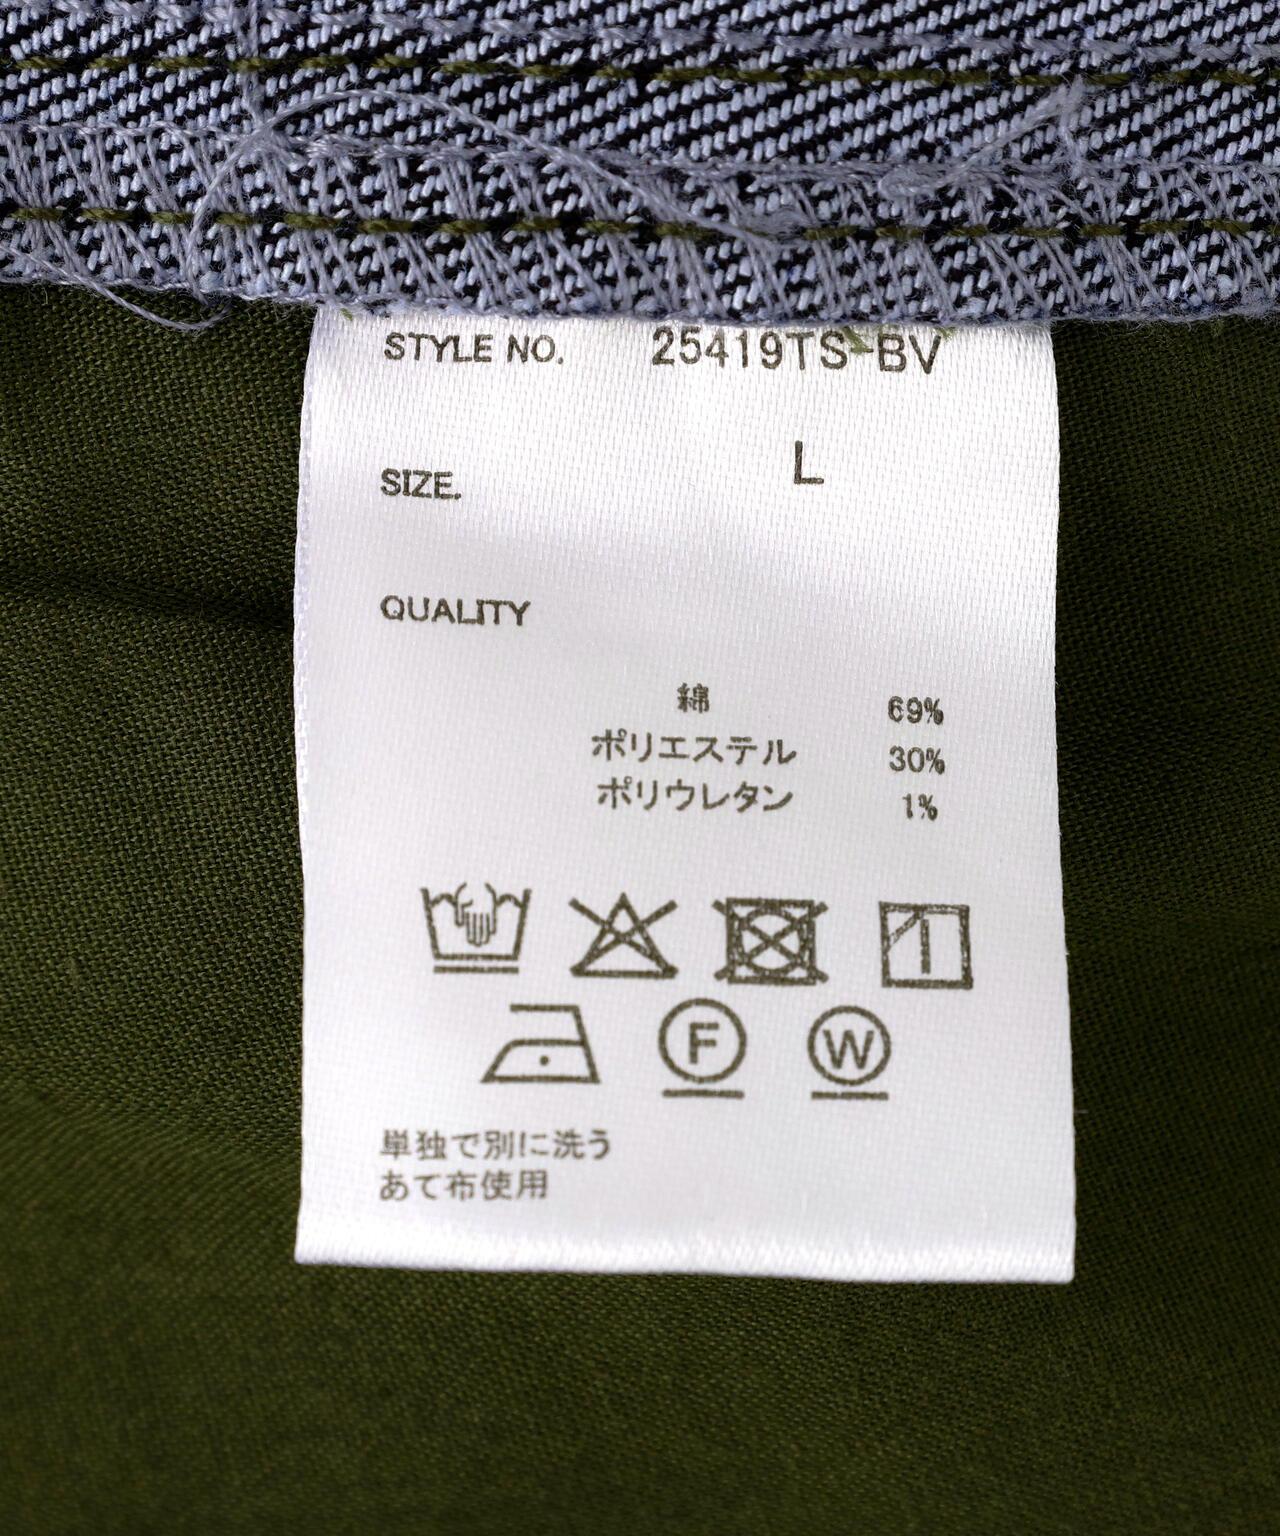 STYLE NO. 25419TS-BV
SIZE. L
QUALITY
綿 69%
ポリエステル 30%
ポリウレタン 1%
F W
単独で別に洗う
あて布使用